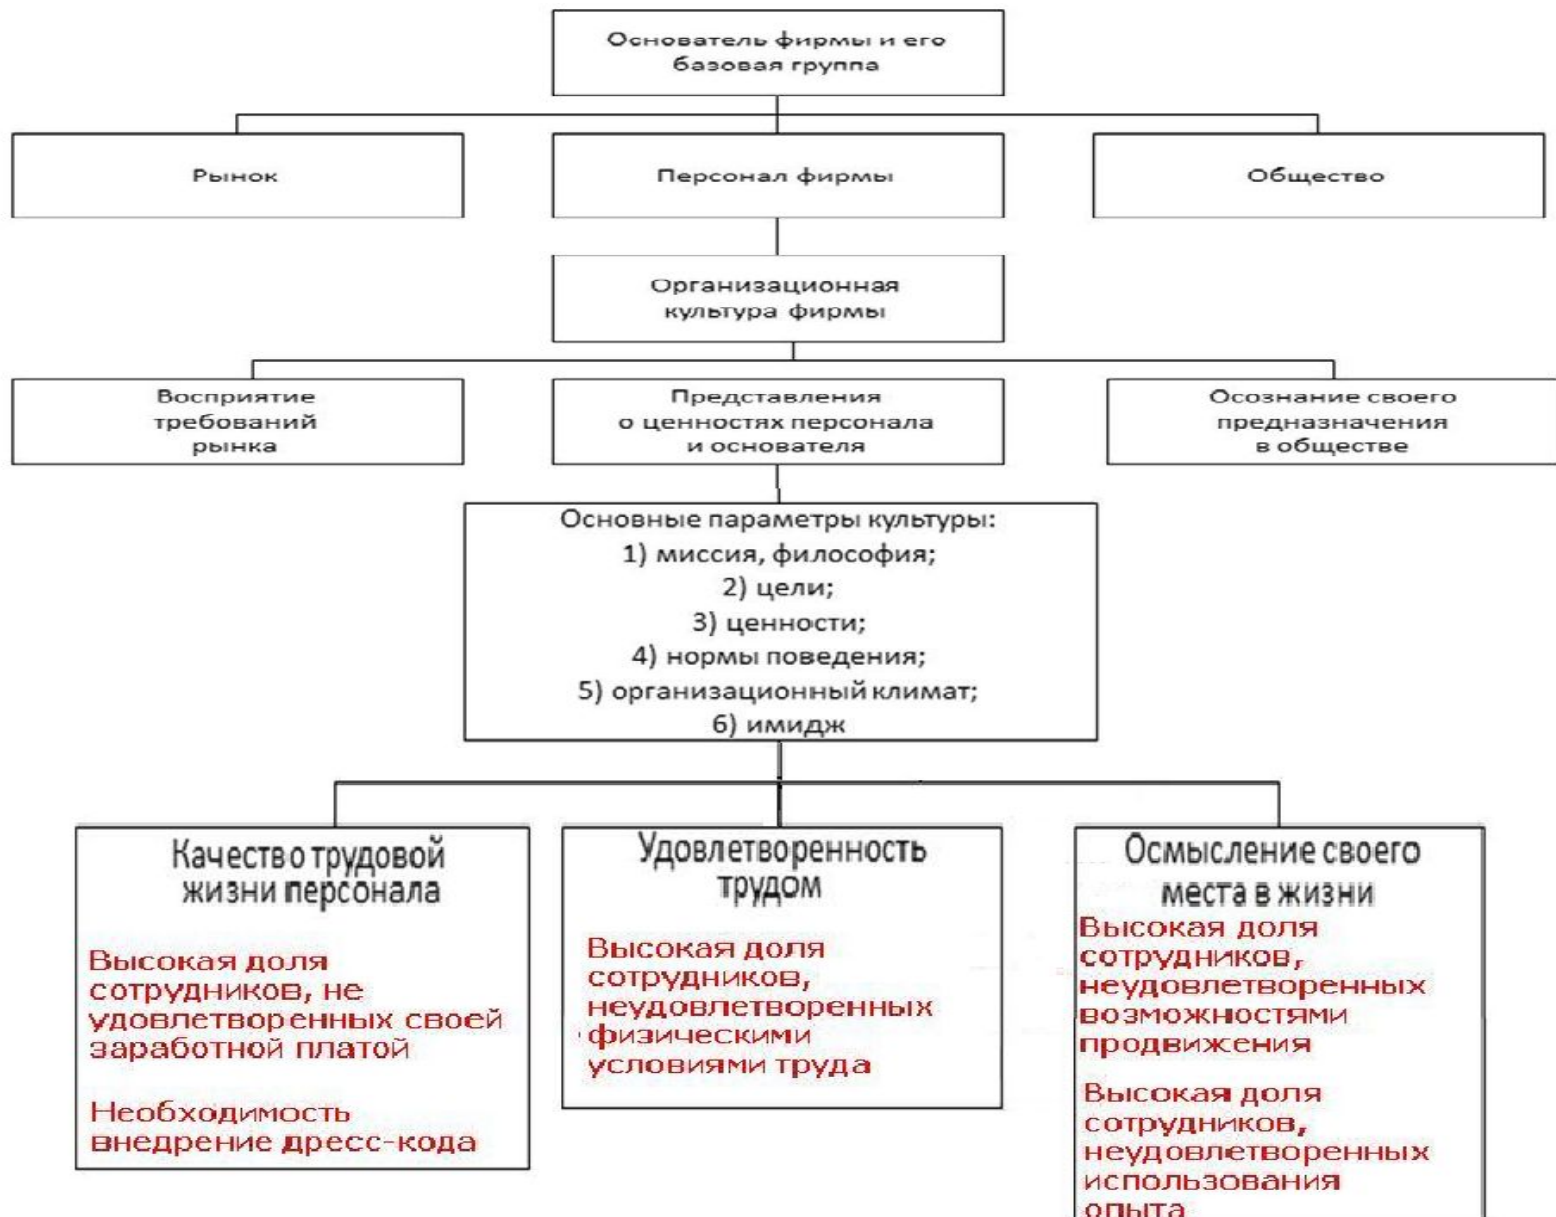 Основатель фирмы и его
базовая группа
Рынок
Персонал фирмы
Общество
Организационная
культура фирмы
Восприятие
требований
рынка
Представления
о ценностях персонала
и основателя
Осознание своего
предназначения
в обществе
Основные параметры культуры:
1) миссия, философия;
2) цели;
3) ценности;
4) нормы поведения;
5) организационный климат;
6) имидж
Качество трудовой
жизни персонала
Высокая доля
сотрудников, не
удовлетворенных своей
заработной платой
Необходимость
внедрение дресс-кода
Удовлетворенность
трудом
Высокая доля
сотрудников,
неудовлетворенных
физическими
условиями труда
Осмысление своего
места в жизни
Высокая доля
сотрудников,
неудовлетворенных
возможностями
продвижения
Высокая доля
сотрудников,
неудовлетворенных
использования
опыта